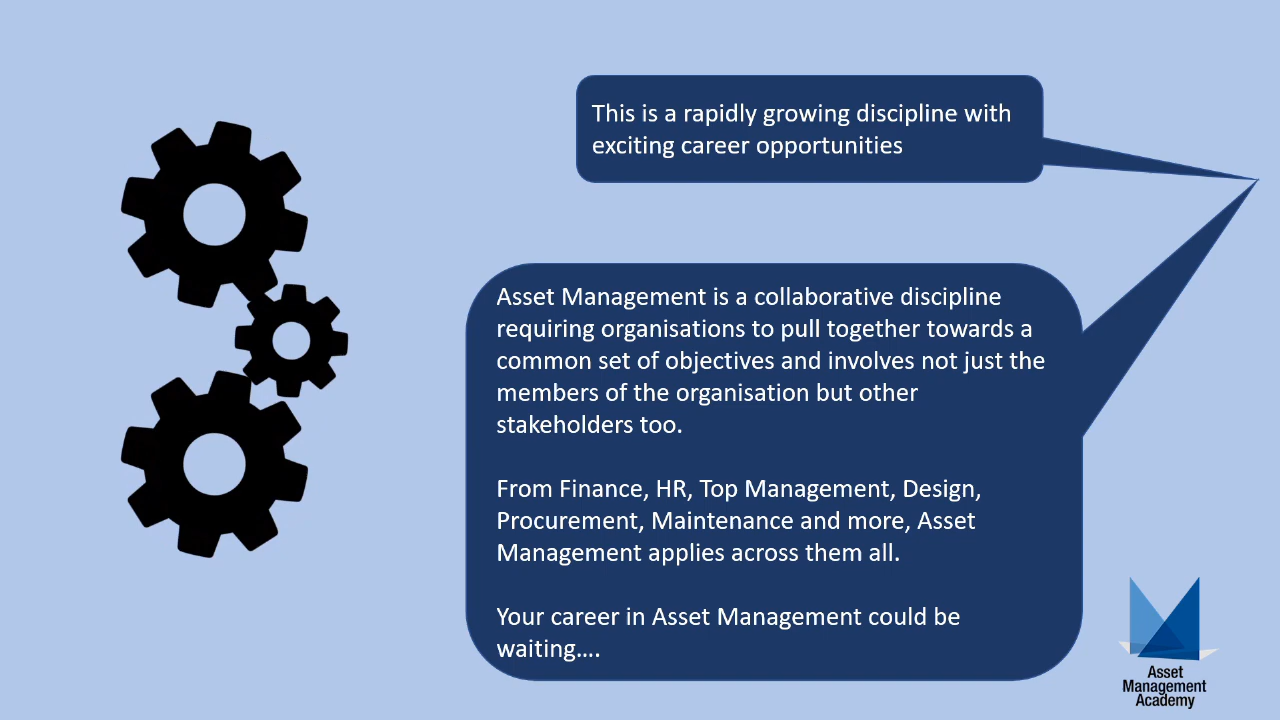 This is a rapidly growing discipline with
exciting career opportunities
Asset Management is a collaborative discipline
requiring organisations to pull together towards a
common set of objectives and involves not just the
members of the organisation but other
stakeholders too.
From Finance, HR, Top Management, Design,
Procurement, Maintenance and more, Asset
Management applies across them all.
Your career in Asset Management could be
waiting….
Asset
Management
Academy